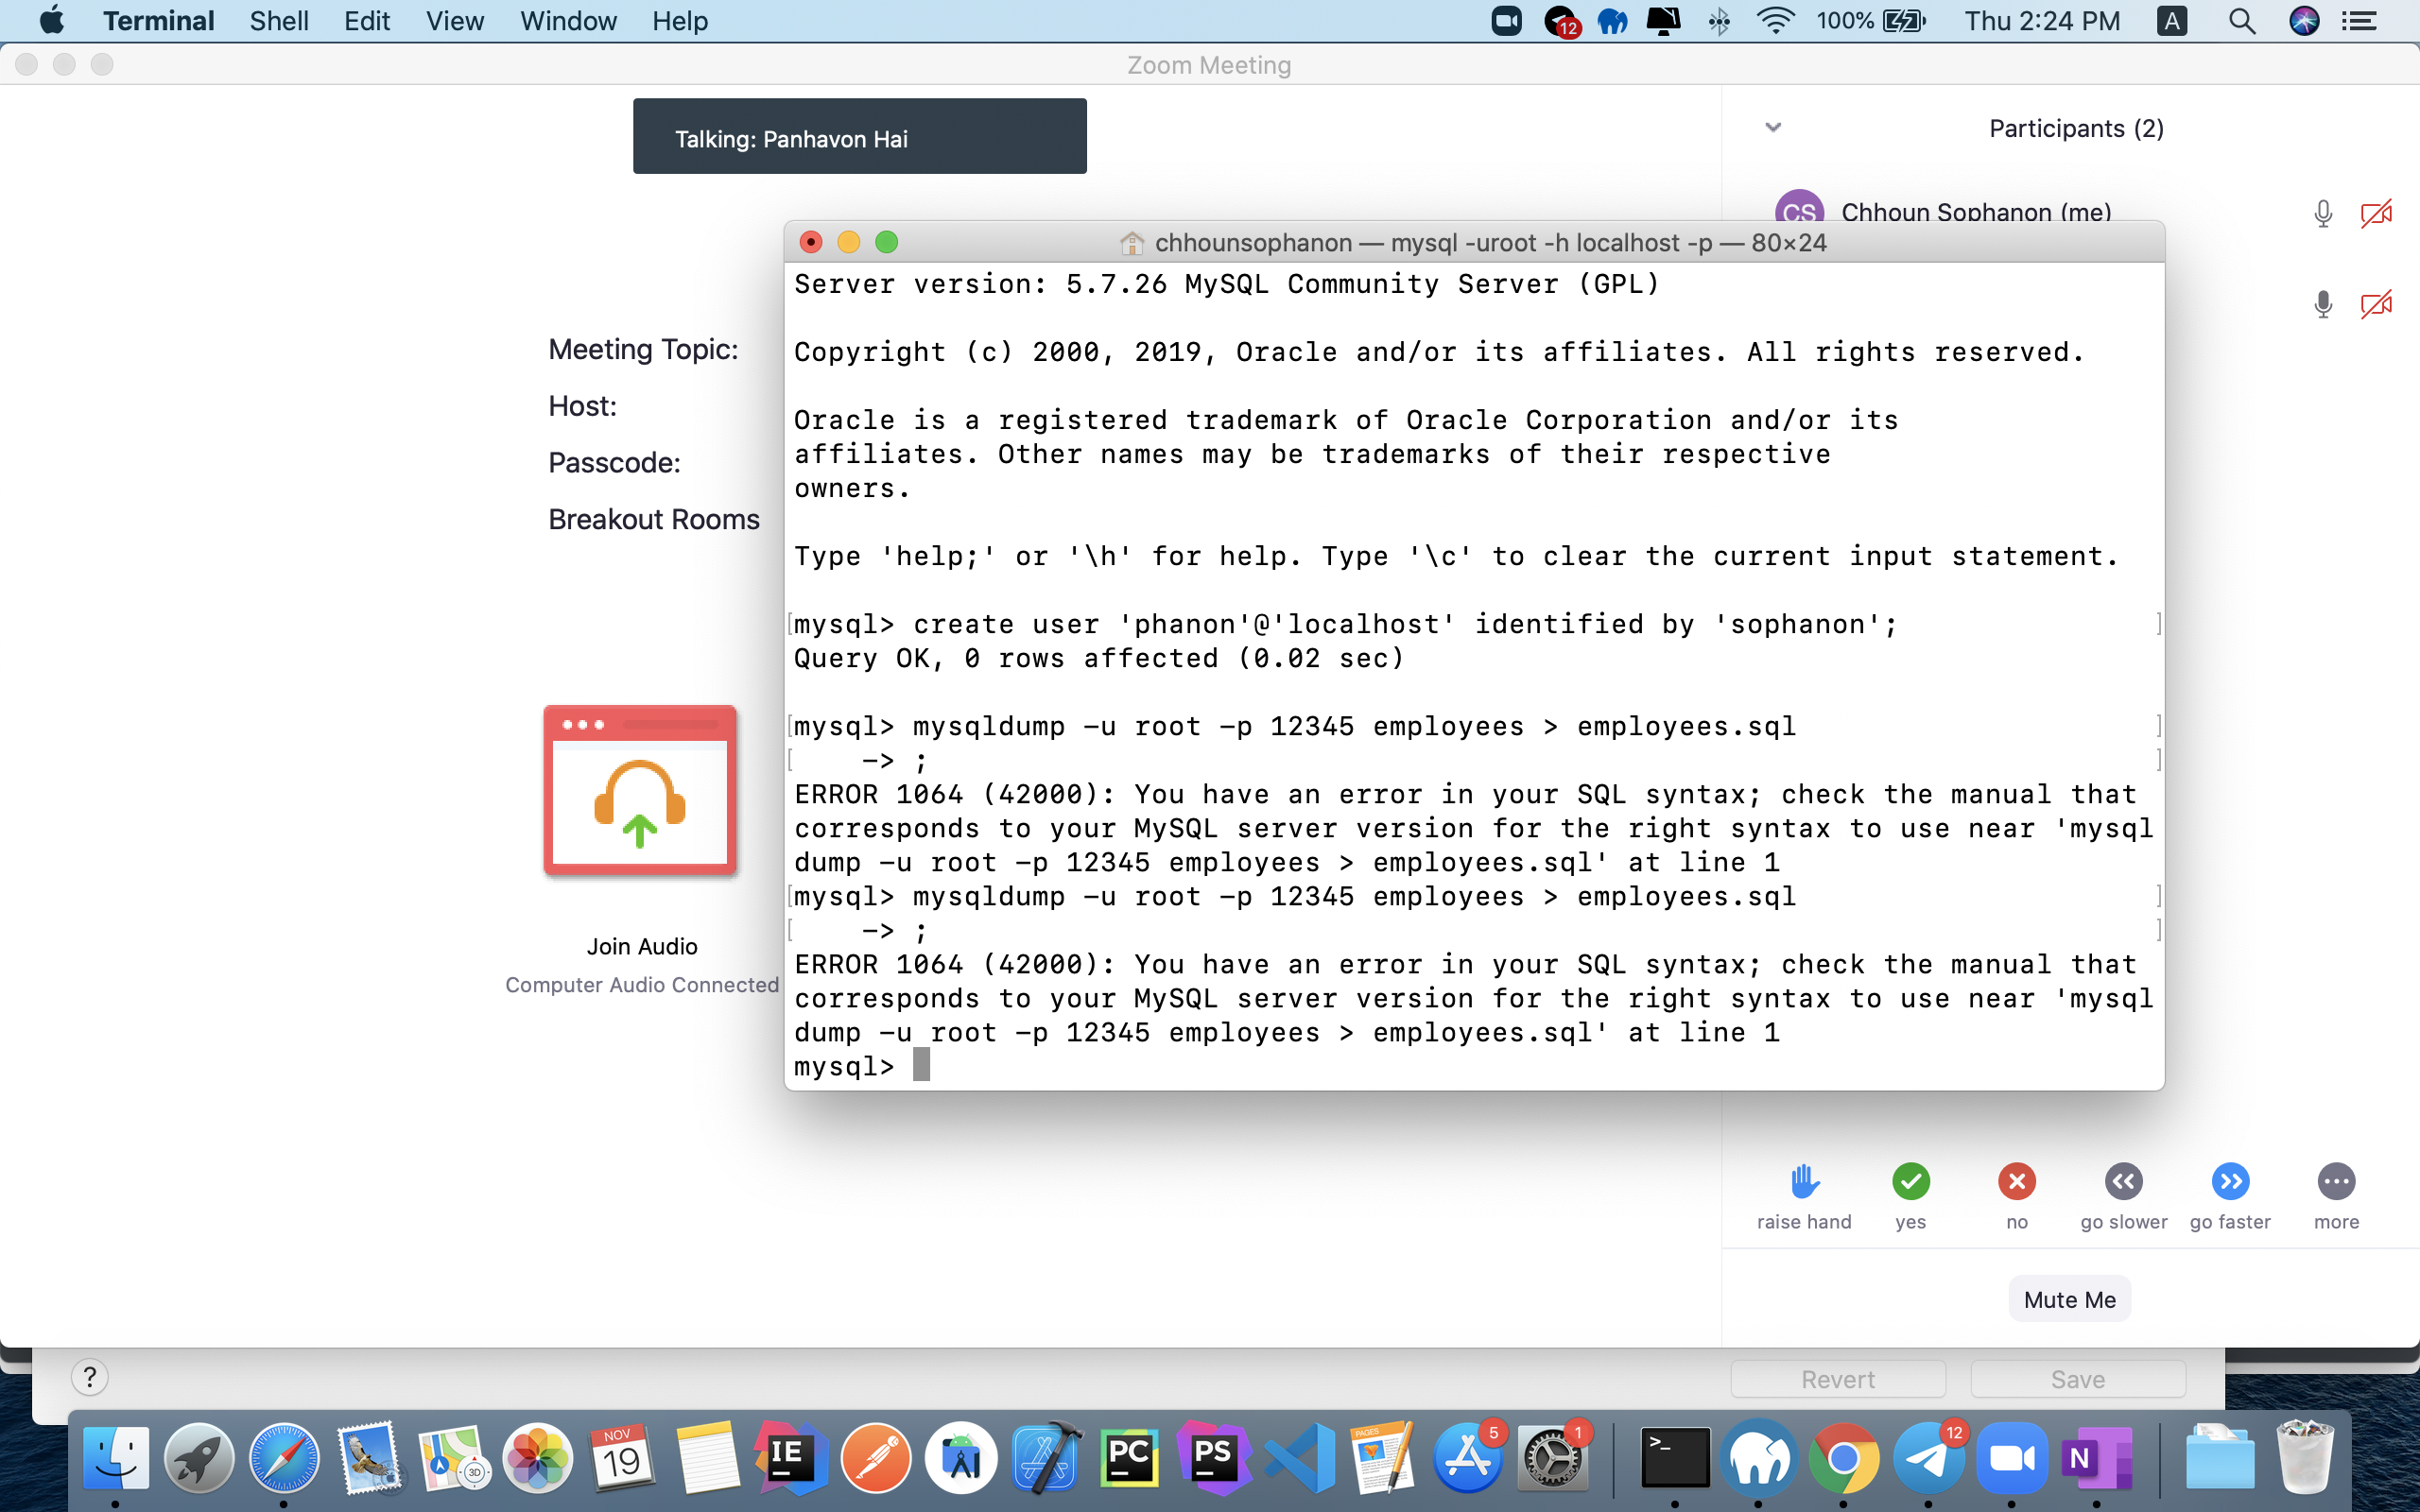 Terminal Shell Edit View Window Help
12
100%
Thu 2:24 PM
A
Zoom Meeting
Talking: Panhavon Hai
Participants (2)
CS
Chhoun Sophanon (me)
Meeting Topic:
Host:
Passcode:
Breakout Rooms
Join Audio
Computer Audio Connected
chhounsophanon — mysql -uroot -h localhost -p — 80×24
Server version: 5.7.26 MySQL Community Server (GPL)
Copyright (c) 2000, 2019, Oracle and/or its affiliates. All rights reserved.
Oracle is a registered trademark of Oracle Corporation and/or its
affiliates. Other names may be trademarks of their respective
owners.
Type 'help;' or '\h' for help. Type '\c' to clear the current input statement.
[mysql> create user 'phanon'@'localhost' identified by 'sophanon'; ]
Query OK, 0 rows affected (0.02 sec)
[mysql> mysqldump -u root -p 12345 employees > employees.sql ]
[    -> ; ]
ERROR 1064 (42000): You have an error in your SQL syntax; check the manual that
corresponds to your MySQL server version for the right syntax to use near 'mysql
dump -u root -p 12345 employees > employees.sql' at line 1
[mysql> mysqldump -u root -p 12345 employees > employees.sql ]
[    -> ; ]
ERROR 1064 (42000): You have an error in your SQL syntax; check the manual that
corresponds to your MySQL server version for the right syntax to use near 'mysql
dump -u root -p 12345 employees > employees.sql' at line 1
mysql>
raise hand yes no go slower go faster more
Mute Me
?
Revert
Save
3D
NOV
19
IE
PC
PS
PAGES
5
1
>_
12
N